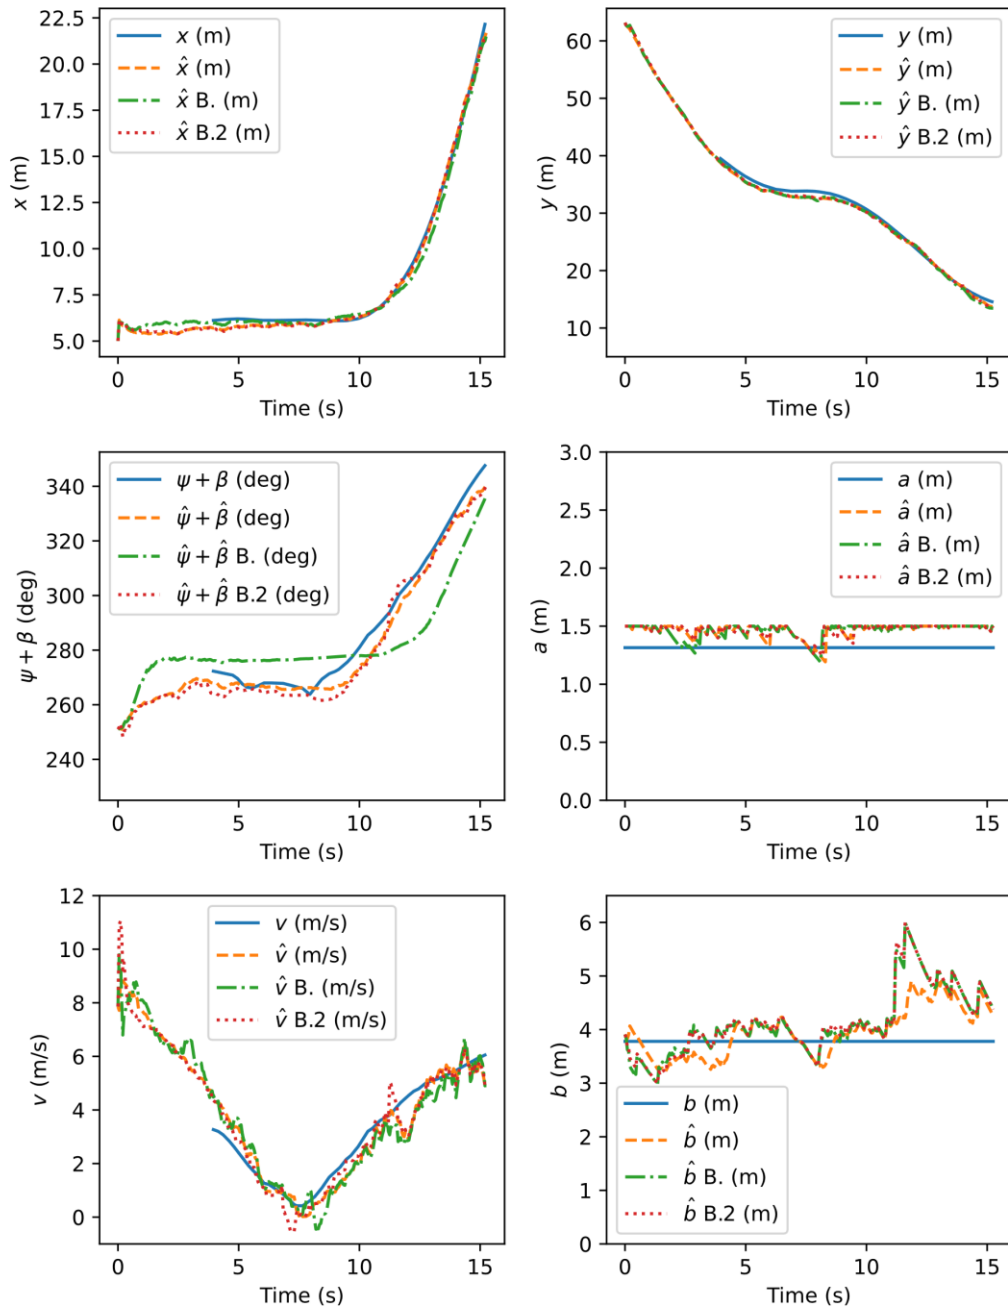 22.5
20.0
17.5
15.0
12.5
10.0
7.5
5.0
x (m)
x (m)
x̂ (m)
x̂ B. (m)
x̂ B.2 (m)
0 5 10 15
Time (s)
60
50
40
30
20
10
y (m)
y (m)
ŷ (m)
ŷ B. (m)
ŷ B.2 (m)
0 5 10 15
Time (s)
340
320
300
280
260
240
ψ + β (deg)
ψ + β (deg)
ψ̂ + β̂ (deg)
ψ̂ + β̂ B. (deg)
ψ̂ + β̂ B.2 (deg)
0 5 10 15
Time (s)
3.0
2.5
2.0
1.5
1.0
0.5
0.0
a (m)
a (m)
â (m)
â B. (m)
â B.2 (m)
0 5 10 15
Time (s)
12
10
8
6
4
2
0
v (m/s)
v (m/s)
v̂ (m/s)
v̂ B. (m/s)
v̂ B.2 (m/s)
0 5 10 15
Time (s)
6
5
4
3
2
1
0
b (m)
b (m)
b̂ (m)
b̂ B. (m)
b̂ B.2 (m)
0 5 10 15
Time (s)